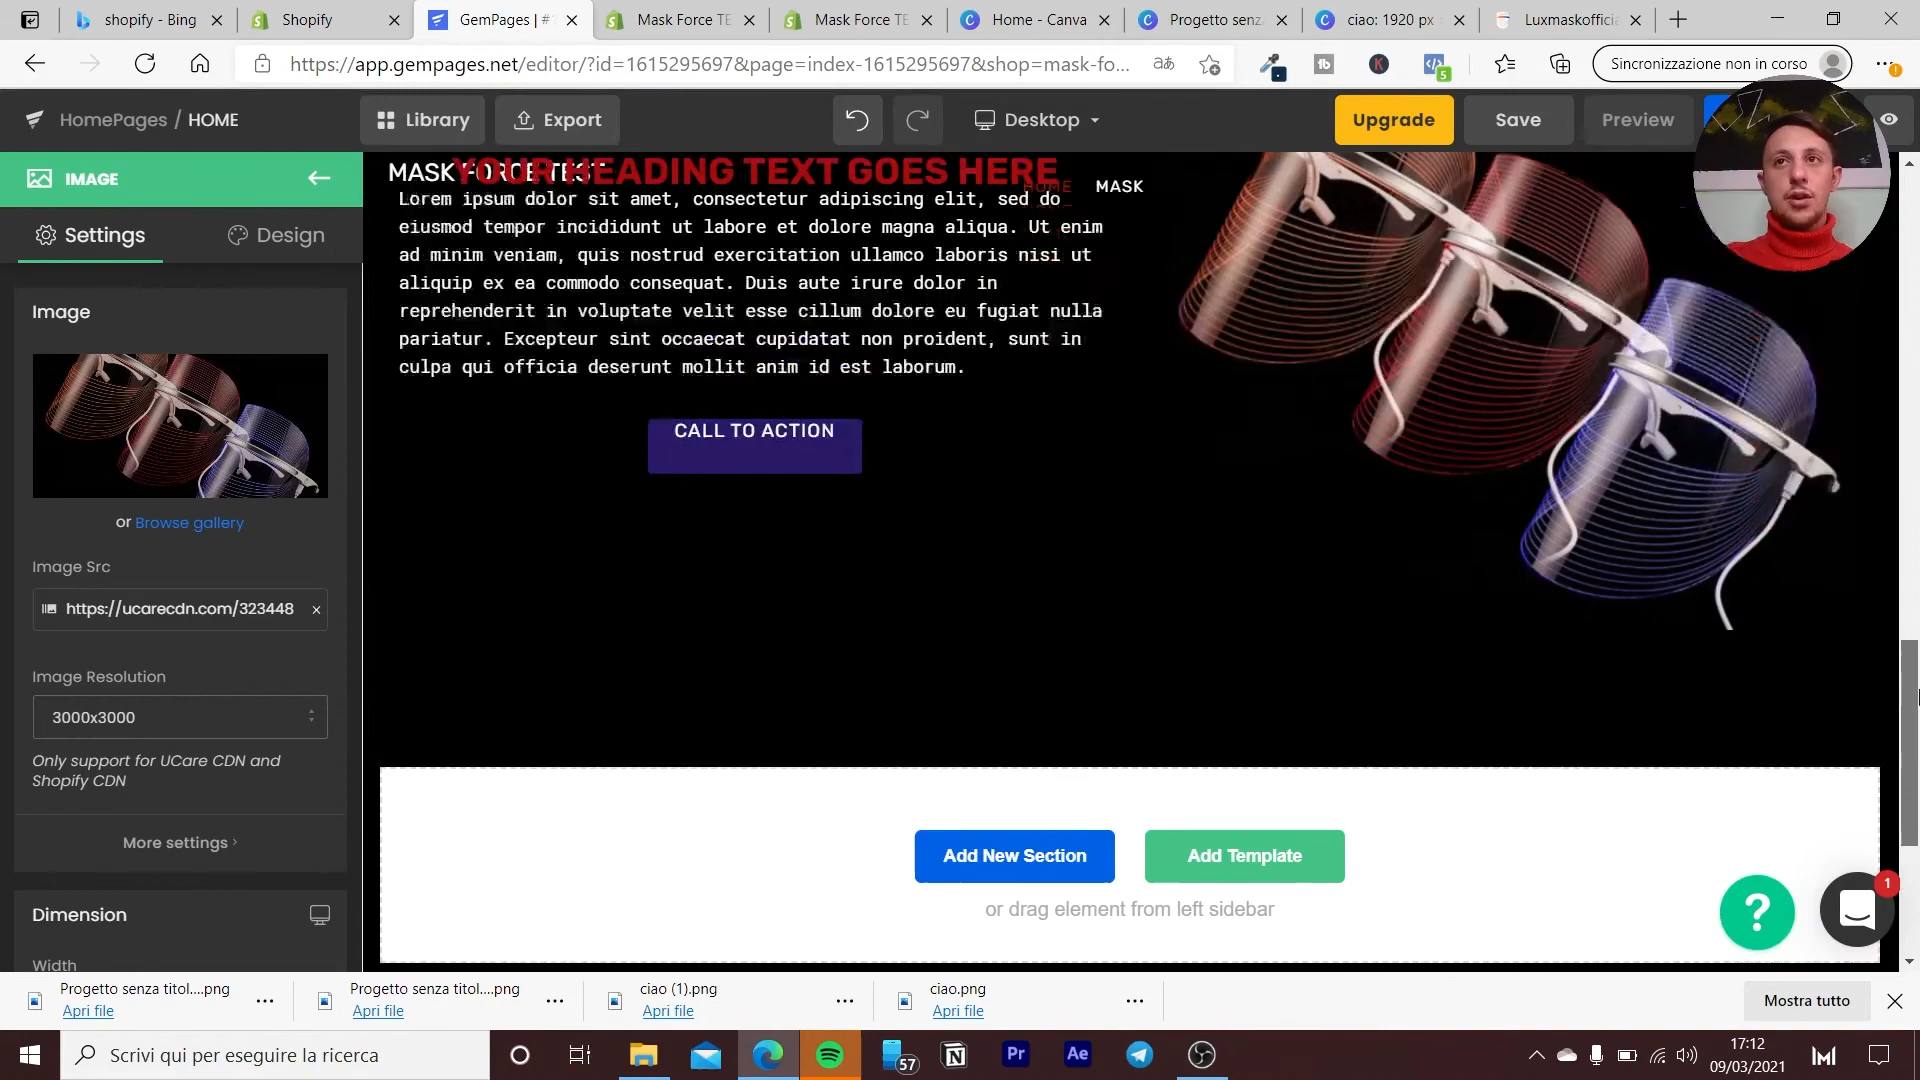 shopify - Bing
Shopify
GemPages | #
Mask Force TE
Mask Force TE
Home - Canva
Progetto senz
ciao: 1920 px
Luxmaskoffici
https://app.gempages.net/editor/?id=1615295697&page=index-1615295697&shop=mask-fo...
Sincronizzazione non in corso
HomePages / HOME
Library
Export
Desktop
Upgrade
Save
Preview
IMAGE
Settings
Design
Image
or Browse gallery
Image Src
https://ucarecdn.com/323448
Image Resolution
3000x3000
Only support for UCare CDN and
Shopify CDN
More settings
Dimension
Width
MASK FORCE TEST
YOUR HEADING TEXT GOES HERE
HOME
MASK
Lorem ipsum dolor sit amet, consectetur adipiscing elit, sed do
eiusmod tempor incididunt ut labore et dolore magna aliqua. Ut enim
ad minim veniam, quis nostrud exercitation ullamco laboris nisi ut
aliquip ex ea commodo consequat. Duis aute irure dolor in
reprehenderit in voluptate velit esse cillum dolore eu fugiat nulla
pariatur. Excepteur sint occaecat cupidatat non proident, sunt in
culpa qui officia deserunt mollit anim id est laborum.
CALL TO ACTION
Add New Section
Add Template
or drag element from left sidebar
?
1
Progetto senza titol....png
Apri file
Progetto senza titol....png
Apri file
ciao (1).png
Apri file
ciao.png
Apri file
Mostra tutto
Scrivi qui per eseguire la ricerca
57
Pr
Ae
17:12
09/03/2021